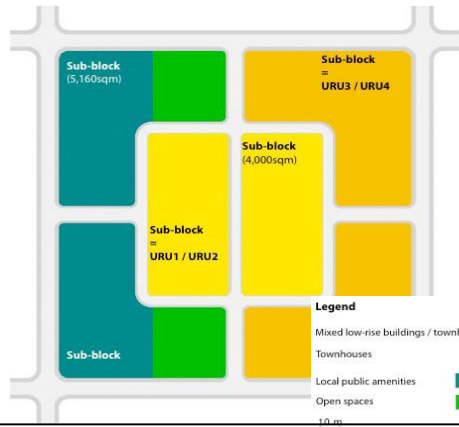 Sub-block
(5,160sqm)
Sub-block
=
URU3 / URU4
Sub-block
(4,000sqm)
Sub-block
=
URU1 / URU2
Sub-block
Legend
Mixed low-rise buildings / townh
Townhouses
Local public amenities
Open spaces
10 m